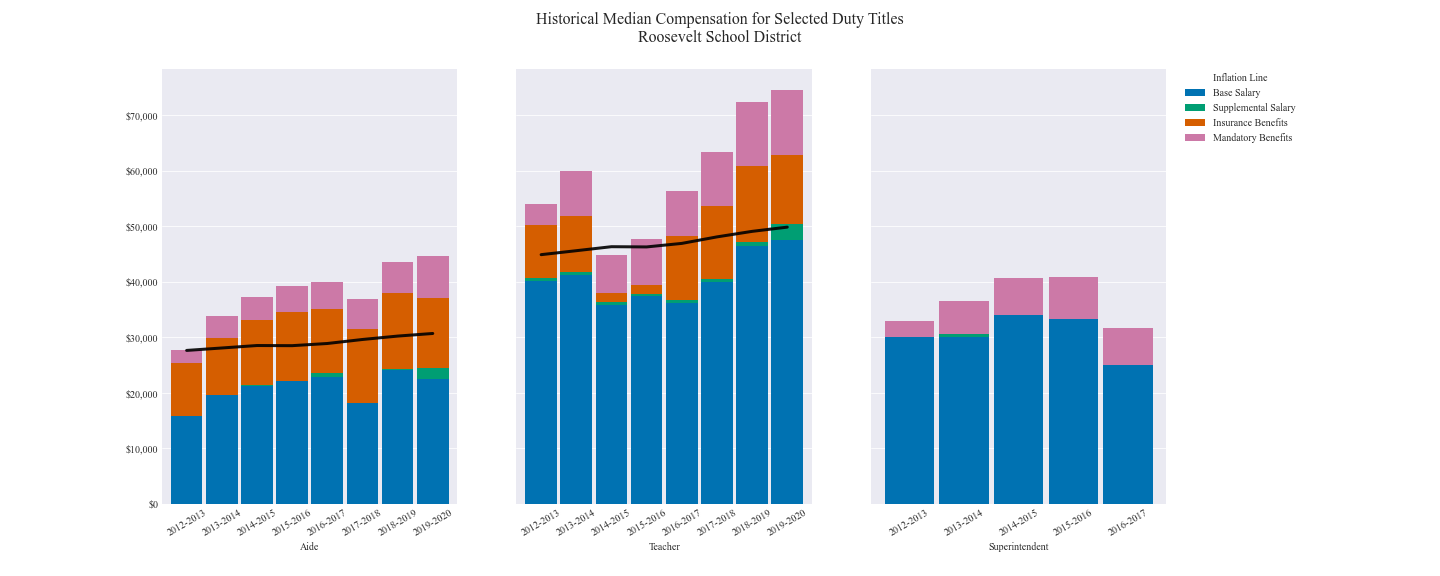 Historical Median Compensation for Selected Duty Titles
Roosevelt School District
Inflation Line
Base Salary
Supplemental Salary
Insurance Benefits
Mandatory Benefits
$70,000
$60,000
$50,000
$40,000
$30,000
$20,000
$10,000
$0
2012-2013
2013-2014
2014-2015
2015-2016
2016-2017
2017-2018
2018-2019
2019-2020
Aide
2012-2013
2013-2014
2014-2015
2015-2016
2016-2017
2017-2018
2018-2019
2019-2020
Teacher
2012-2013
2013-2014
2014-2015
2015-2016
2016-2017
Superintendent